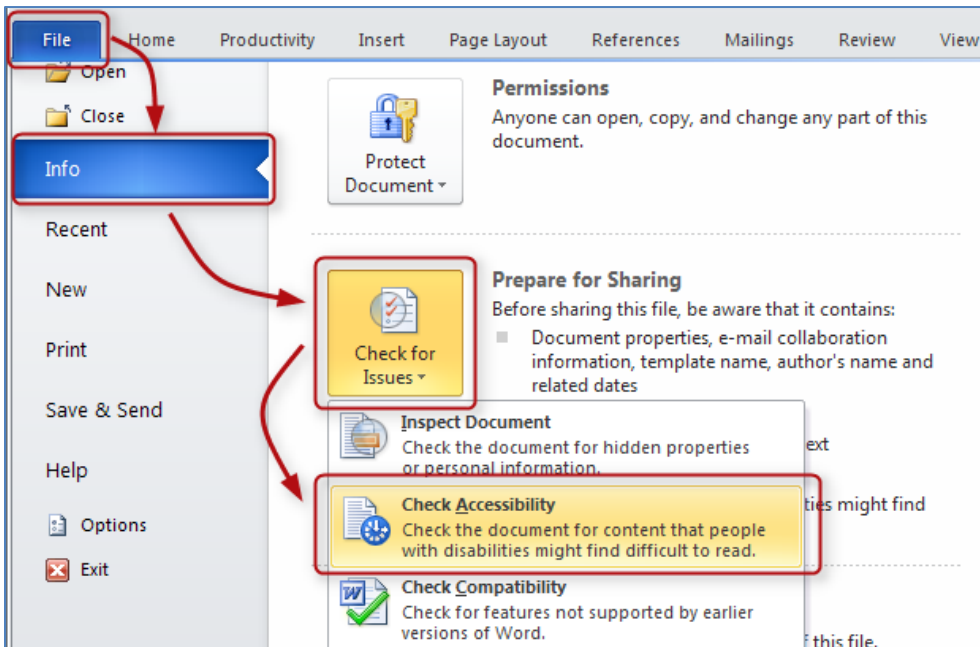 File Home Productivity Insert Page Layout References Mailings Review View
Open
Close
Info
Recent
New
Print
Save & Send
Help
Options
Exit
Protect
Document
Permissions
Anyone can open, copy, and change any part of this
document.
Check for
Issues
Prepare for Sharing
Before sharing this file, be aware that it contains:
Document properties, e-mail collaboration
information, template name, author's name and
related dates
Inspect Document
Check the document for hidden properties
or personal information.
Check Accessibility
Check the document for content that people
with disabilities might find difficult to read.
Check Compatibility
Check for features not supported by earlier
versions of Word.
might find
this file.